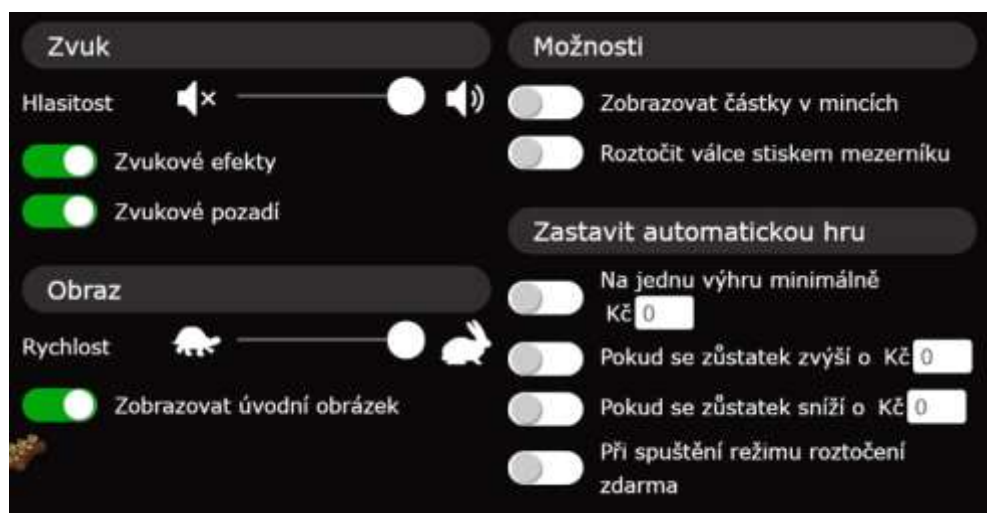 Zvuk
Hlasitost
Zvukové efekty
Zvukové pozadí
Obraz
Rychlost
Zobrazovat úvodní obrázek
Možnosti
Zobrazovat částky v mincích
Roztočit válce stiskem mezerníku
Zastavit automatickou hru
Na jednu výhru minimálně
Kč 0
Pokud se zůstatek zvýší o Kč 0
Pokud se zůstatek sníží o Kč 0
Při spuštění režimu roztočení
zdarma